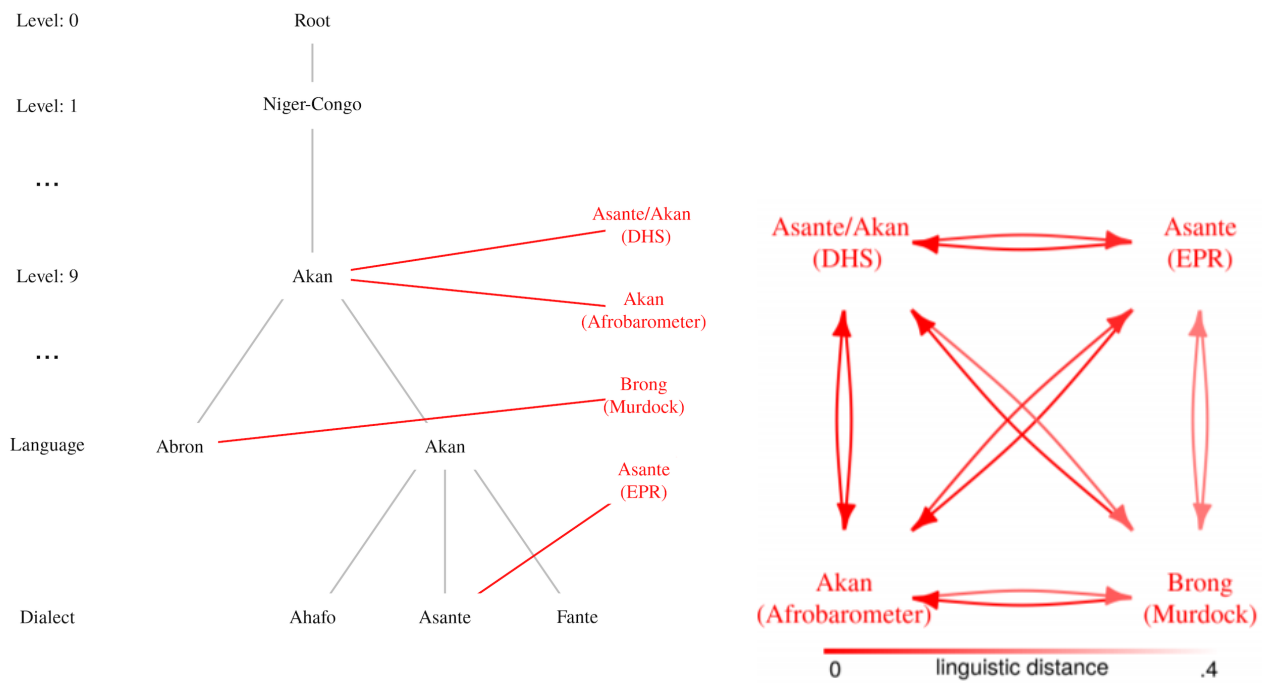 Level: 0
Root
Level: 1
Niger-Congo
...
Asante/Akan
(DHS)
Level: 9
Akan
Akan
(Afrobarometer)
...
Brong
(Murdock)
Language
Abron
Akan
Asante
(EPR)
Dialect
Ahafo
Asante
Fante
Asante/Akan
(DHS)
Asante
(EPR)
Akan
(Afrobarometer)
Brong
(Murdock)
0
linguistic distance
.4